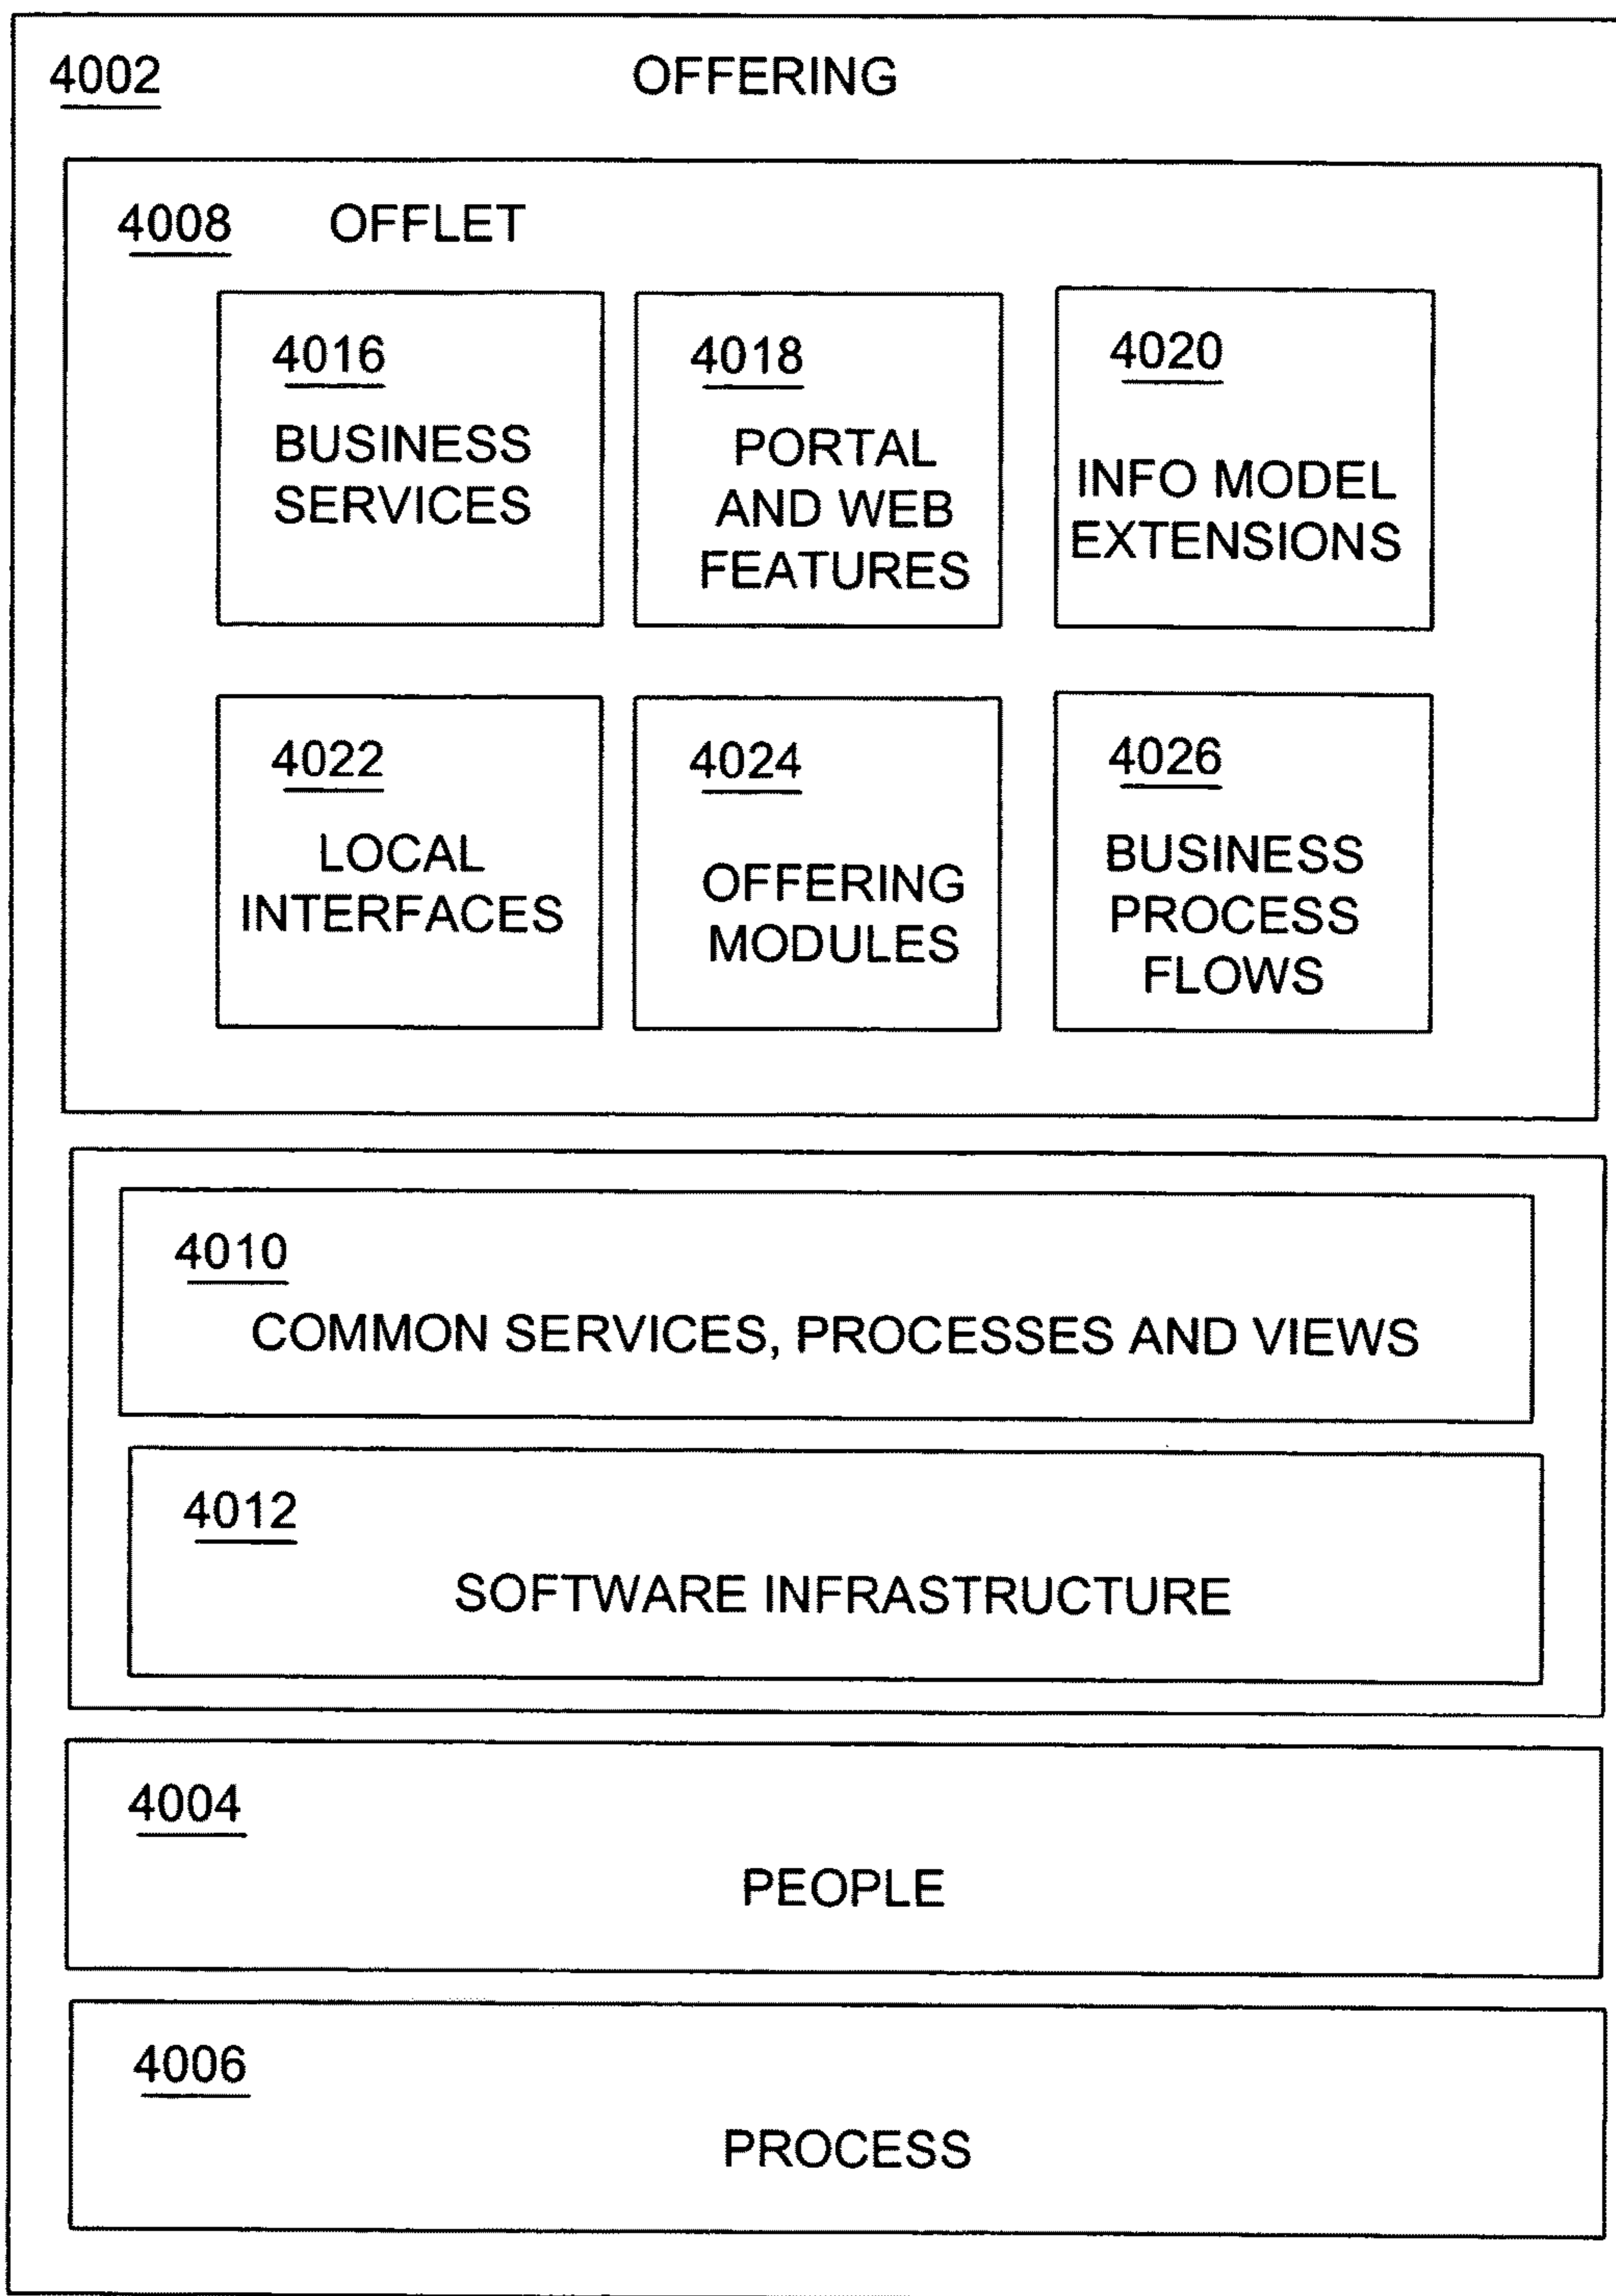 4002 OFFERING
4008 OFFLET
4016
BUSINESS
SERVICES
4018
PORTAL
AND WEB
FEATURES
4020
INFO MODEL
EXTENSIONS
4022
LOCAL
INTERFACES
4024
OFFERING
MODULES
4026
BUSINESS
PROCESS
FLOWS
4010
COMMON SERVICES, PROCESSES AND VIEWS
4012
SOFTWARE INFRASTRUCTURE
4004
PEOPLE
4006
PROCESS